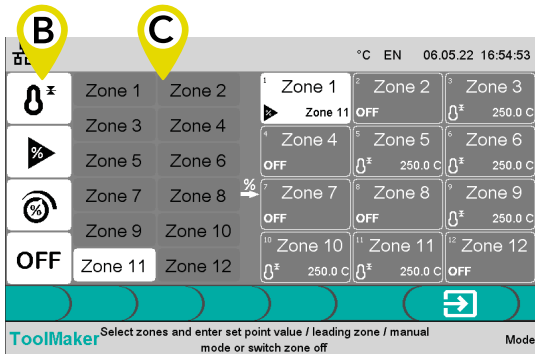 B C
°C EN 06.05.22 16:54:53
Zone 1 Zone 2
Zone 3 Zone 4
Zone 5 Zone 6
Zone 7 Zone 8
Zone 9 Zone 10
Zone 11 Zone 12
%
%
OFF
%
1 Zone 1
% Zone 11
2 Zone 2
OFF
3 Zone 3
250.0 C
4 Zone 4
OFF
5 Zone 5
250.0 C
6 Zone 6
250.0 C
7 Zone 7
OFF
8 Zone 8
OFF
9 Zone 9
250.0 C
10 Zone 10
250.0 C
11 Zone 11
250.0 C
12 Zone 12
OFF
ToolMaker
Select zones and enter set point value / leading zone / manual
mode or switch zone off
Mode